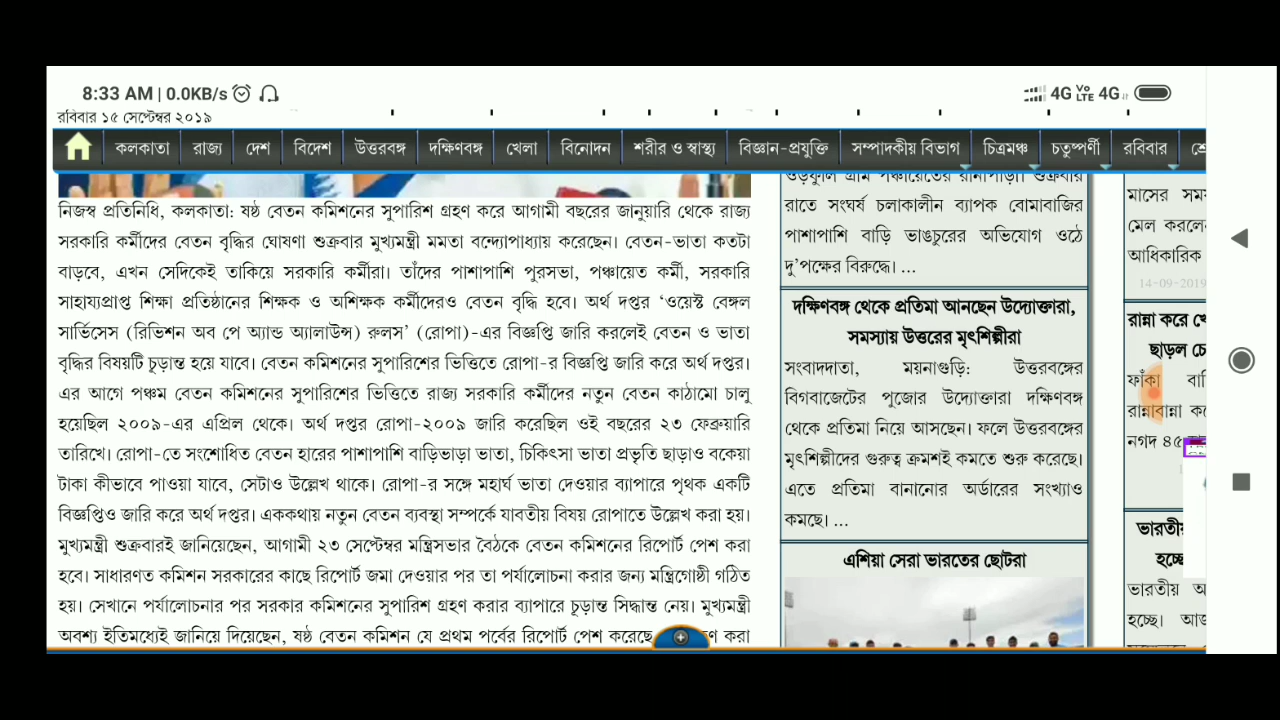 8:33 AM | 0.0KB/s
4G Vo LTE 4G
রবিবার ১৫ সেপ্টেম্বর ২০১৯
কলকাতা রাজ্য দেশ বিদেশ উত্তরবঙ্গ দক্ষিণবঙ্গ খেলা বিনোদন শরীর ও স্বাস্থ্য বিজ্ঞান-প্রযুক্তি সম্পাদকীয় বিভাগ চিত্রমঞ্চ চতুষ্পর্ণী রবিবার
নিজস্ব প্রতিনিধি, কলকাতা: ষষ্ঠ বেতন কমিশনের সুপারিশ গ্রহণ করে আগামী বছরের জানুয়ারি থেকে রাজ্য
সরকারি কর্মীদের বেতন বৃদ্ধির ঘোষণা শুক্রবার মুখ্যমন্ত্রী মমতা বন্দ্যোপাধ্যায় করেছেন। বেতন-ভাতা কতটা
বাড়বে, এখন সেদিকেই তাকিয়ে সরকারি কর্মীরা। তাঁদের পাশাপাশি পুরসভা, পঞ্চায়েত কর্মী, সরকারি
সাহায্যপ্রাপ্ত শিক্ষা প্রতিষ্ঠানের শিক্ষক ও অশিক্ষক কর্মীদেরও বেতন বৃদ্ধি হবে। অর্থ দপ্তর ‘ওয়েস্ট বেঙ্গল
সার্ভিসেস (রিভিশন অব পে অ্যান্ড অ্যালাউন্স) রুলস’ (রোপা)-এর বিজ্ঞপ্তি জারি করলেই বেতন ও ভাতা
বৃদ্ধির বিষয়টি চূড়ান্ত হয়ে যাবে। বেতন কমিশনের সুপারিশের ভিত্তিতে রোপা-র বিজ্ঞপ্তি জারি করে অর্থ দপ্তর।
এর আগে পঞ্চম বেতন কমিশনের সুপারিশের ভিত্তিতে রাজ্য সরকারি কর্মীদের নতুন বেতন কাঠামো চালু
হয়েছিল ২০০৯-এর এপ্রিল থেকে। অর্থ দপ্তর রোপা-২০০৯ জারি করেছিল ওই বছরের ২৩ ফেব্রুয়ারি
তারিখে। রোপা-তে সংশোধিত বেতন হারের পাশাপাশি বাড়িভাড়া ভাতা, চিকিৎসা ভাতা প্রভৃতি ছাড়াও বকেয়া
টাকা কীভাবে পাওয়া যাবে, সেটাও উল্লেখ থাকে। রোপা-র সঙ্গে মহার্ঘ ভাতা দেওয়ার ব্যাপারে পৃথক একটি
বিজ্ঞপ্তিও জারি করে অর্থ দপ্তর। এককথায় নতুন বেতন ব্যবস্থা সম্পর্কে যাবতীয় বিষয় রোপাতে উল্লেখ করা হয়।
মুখ্যমন্ত্রী শুক্রবারই জানিয়েছেন, আগামী ২৩ সেপ্টেম্বর মন্ত্রিসভার বৈঠকে বেতন কমিশনের রিপোর্ট পেশ করা
হবে। সাধারণত কমিশন সরকারের কাছে রিপোর্ট জমা দেওয়ার পর তা পর্যালোচনা করার জন্য মন্ত্রিগোষ্ঠী গঠিত
হয়। সেখানে পর্যালোচনার পর সরকার কমিশনের সুপারিশ গ্রহণ করার ব্যাপারে চূড়ান্ত সিদ্ধান্ত নেয়। মুখ্যমন্ত্রী
অবশ্য ইতিমধ্যেই জানিয়ে দিয়েছেন, ষষ্ঠ বেতন কমিশন যে প্রথম পর্বের রিপোর্ট পেশ করেছে করা
গ্রাম পঞ্চায়েতের রানাপাড়া। শুক্রবার
রাতে সংঘর্ষ চলাকালীন ব্যাপক বোমাবাজির
পাশাপাশি বাড়ি ভাঙচুরের অভিযোগ ওঠে
দু’পক্ষের বিরুদ্ধে। ...
দক্ষিণবঙ্গ থেকে প্রতিমা আনছেন উদ্যোক্তারা,
সমস্যায় উত্তরের মৃৎশিল্পীরা
সংবাদদাতা, ময়নাগুড়ি: উত্তরবঙ্গের
বিগবাজেটের পুজোর উদ্যোক্তারা দক্ষিণবঙ্গ
থেকে প্রতিমা নিয়ে আসছেন। ফলে উত্তরবঙ্গের
মৃৎশিল্পীদের গুরুত্ব ক্রমশই কমতে শুরু করেছে।
এতে প্রতিমা বানানোর অর্ডারের সংখ্যাও
কমছে। ...
এশিয়া সেরা ভারতের ছোটরা
মাসের
মেল
আধিকারিক
14-09-2019
রান্না করে
ছাড়ল
ফাঁকা
রান্নাবান্না
নগদ ৪৫
হচ্ছে
ভারতীয়
হচ্ছে।